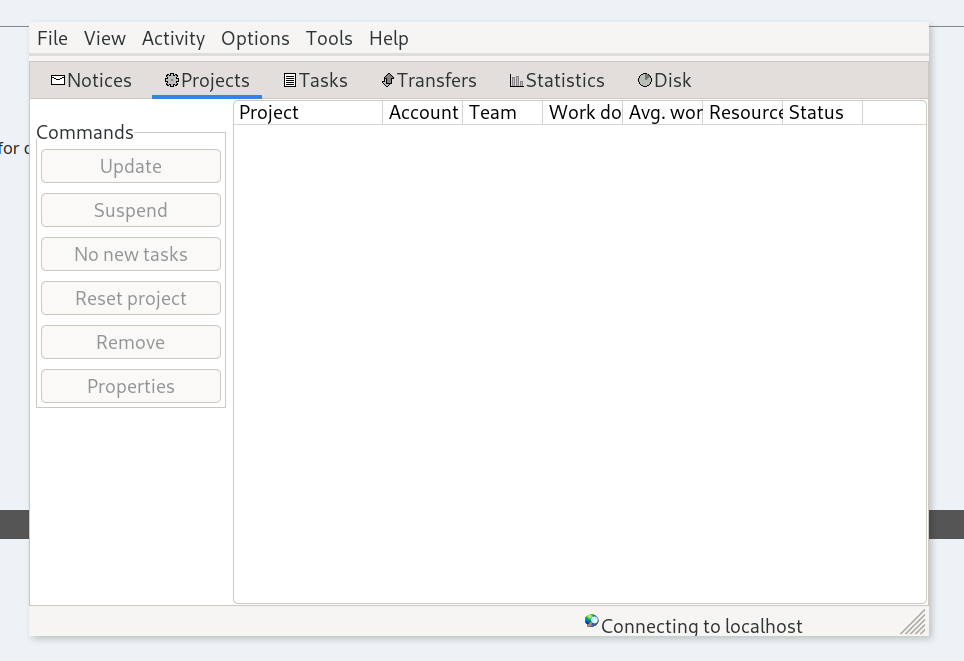 File View Activity Options Tools Help
Notices Projects Tasks Transfers Statistics Disk
Project Account Team Work do Avg. wor Resource Status
Commands
for
Update
Suspend
No new tasks
Reset project
Remove
Properties
Connecting to localhost